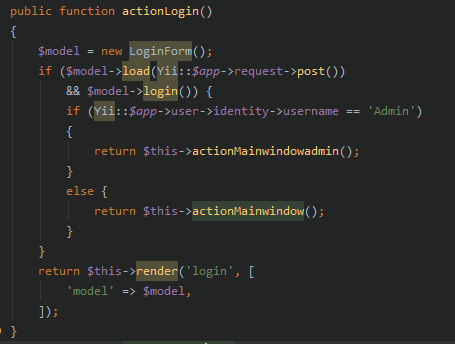 public function actionLogin()
{
    $model = new LoginForm();
    if ($model->load(Yii::$app->request->post())
        && $model->login()) {
        if (Yii::$app->user->identity->username == 'Admin')
        {
            return $this->actionMainwindowadmin();
        }
        else {
            return $this->actionMainwindow();
        }
    }
    return $this->render('login', [
        'model' => $model,
    ]);
}